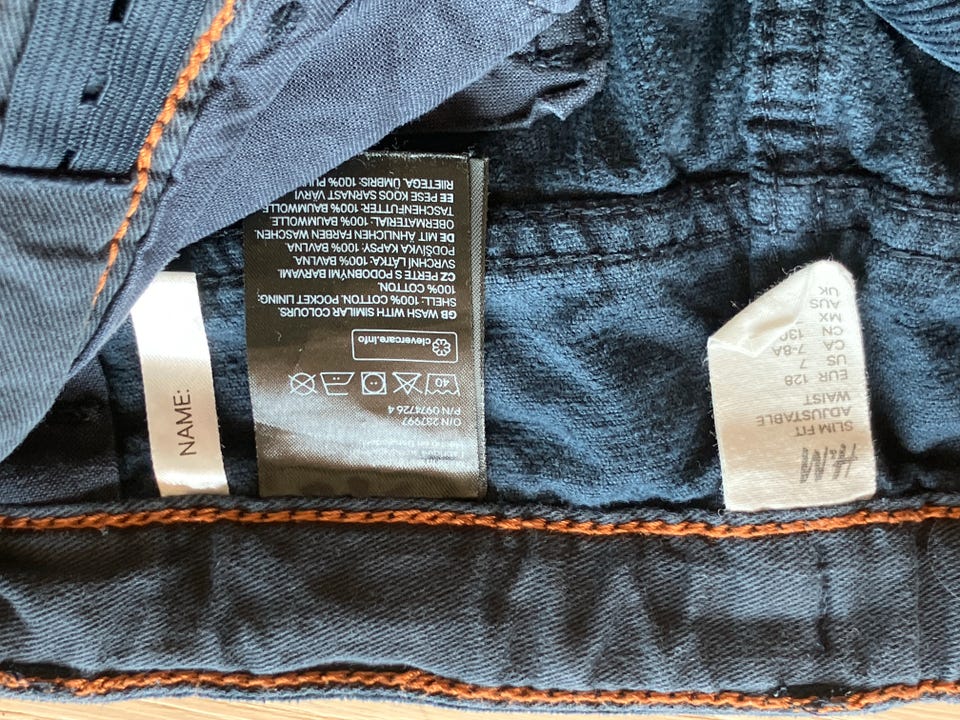 H&M
SLIM FIT
ADJUSTABLE
WAIST
EUR 128
US 7
CA 7-8A
CN
MX
AUS
UK
O/N 237997
P/N 0974726 4
40
clevercare.info
GB WASH WITH SIMILAR COLOURS.
SHELL: 100% COTTON. POCKET LINING:
100% COTTON.
CZ PERTE S PODOBNÝMI BARVAMI.
SVRCHNÍ LÁTKA: 100% BAVLNA.
PODŠÍVKA KAPSY: 100% BAVLNA.
DE MIT ÄHNLICHEN FARBEN WASCHEN.
OBERMATERIAL: 100% BAUMWOLLE.
TASCHENFUTTER: 100% BAUMWOLLE
EE PESE KOOS SARNAST VÄRVI
RIIETEGA. ÜMBRIS: 100%
NAME: